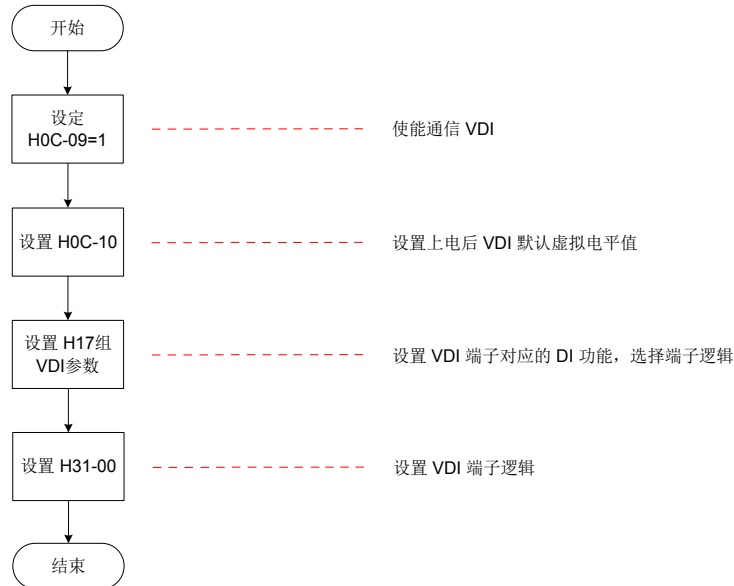 开始
设定
H0C-09=1
使能通信 VDI
设置 H0C-10
设置上电后 VDI 默认虚拟电平值
设置 H17组
VDI参数
设置 VDI 端子对应的 DI 功能，选择端子逻辑
设置 H31-00
设置 VDI 端子逻辑
结束